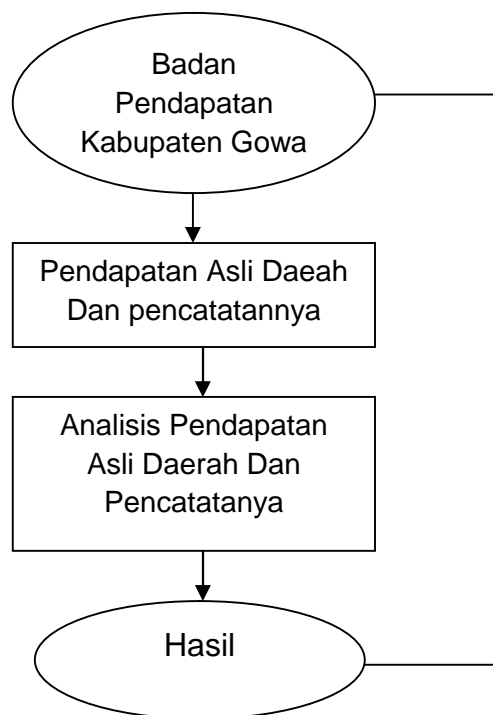 Badan
Pendapatan
Kabupaten Gowa
Pendapatan Asli Daeah
Dan pencatatannya
Analisis Pendapatan
Asli Daerah Dan
Pencatatanya
Hasil